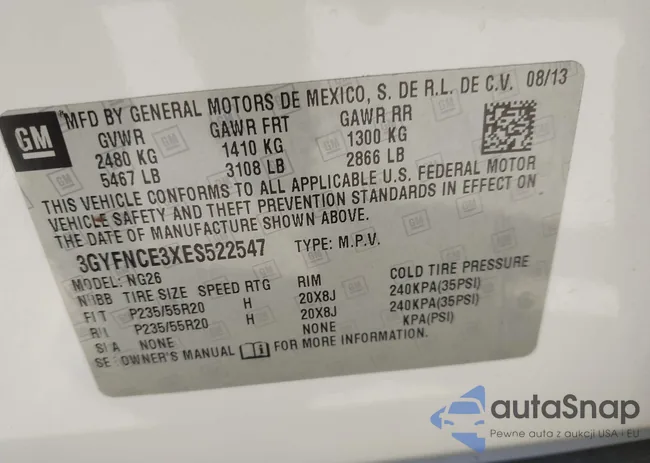 GM
MFD BY GENERAL MOTORS DE MEXICO, S. DE R.L. DE C.V. 08/13
GVWR GAWR FRT GAWR RR
2480 KG 1410 KG 1300 KG
5467 LB 3108 LB 2866 LB
THIS VEHICLE CONFORMS TO ALL APPLICABLE U.S. FEDERAL MOTOR
VEHICLE SAFETY AND THEFT PREVENTION STANDARDS IN EFFECT ON
THE DATE OF MANUFACTURE SHOWN ABOVE.
3GYFNCE3XES522547 TYPE: M.P.V.
MODEL: NG26
TIRE SIZE SPEED RTG RIM COLD TIRE PRESSURE
P235/55R20 H 20X8J 240KPA(35PSI)
P235/55R20 H 20X8J 240KPA(35PSI)
NONE NONE KPA(PSI)
OWNER'S MANUAL FOR MORE INFORMATION.
autaSnap
Pewne auta z aukcji USA i EU